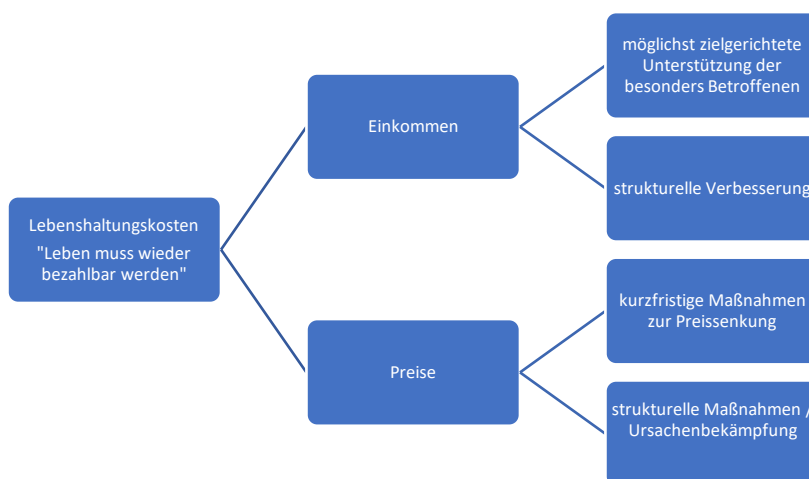 Lebenshaltungskosten
"Leben muss wieder
bezahlbar werden"
Einkommen
möglichst zielgerichtete
Unterstützung der
besonders Betroffenen
strukturelle Verbesserung
Preise
kurzfristige Maßnahmen
zur Preissenkung
strukturelle Maßnahmen /
Ursachenbekämpfung